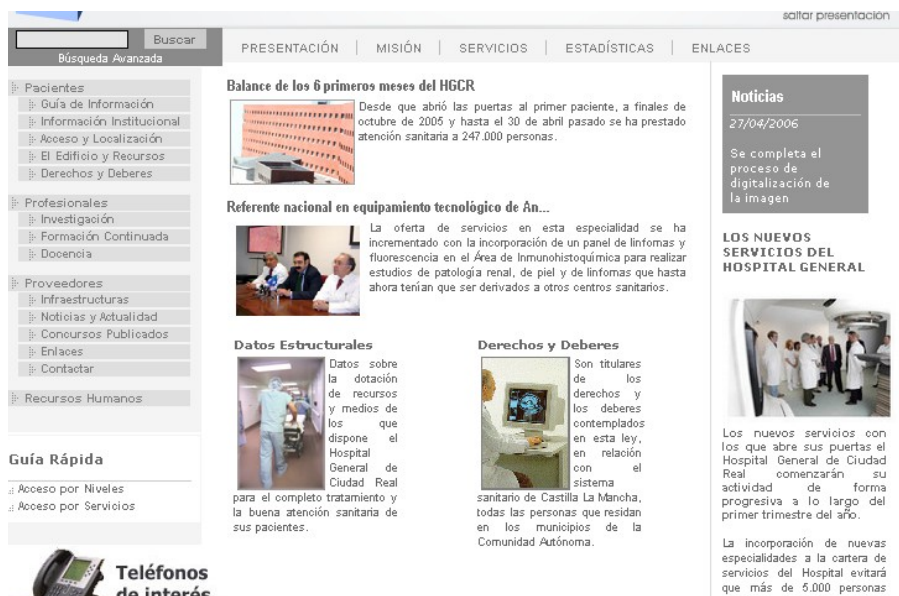 saltar presentación
Buscar
Búsqueda Avanzada
PRESENTACIÓN | MISIÓN | SERVICIOS | ESTADÍSTICAS | ENLACES
Pacientes
Guía de Información
Información Institucional
Acceso y Localización
El Edificio y Recursos
Derechos y Deberes
Profesionales
Investigación
Formación Continuada
Docencia
Proveedores
Infraestructuras
Noticias y Actualidad
Concursos Publicados
Enlaces
Contactar
Recursos Humanos
Guía Rápida
Acceso por Niveles
Acceso por Servicios
Teléfonos
de interés
Balance de los 6 primeros meses del HGCR
Desde que abrió las puertas al primer paciente, a finales de
octubre de 2005 y hasta el 30 de abril pasado se ha prestado
atención sanitaria a 247.000 personas.
Referente nacional en equipamiento tecnológico de An...
La oferta de servicios en esta especialidad se ha
incrementado con la incorporación de un panel de linfomas y
fluorescencia en el Área de Inmunohistoquímica para realizar
estudios de patología renal, de piel y de linfomas que hasta
ahora tenían que ser derivados a otros centros sanitarios.
Datos Estructurales
Datos sobre
la dotación
de recursos
y medios de
los que
dispone el
Hospital
General de
Ciudad Real
para el completo tratamiento y
la buena atención sanitaria de
sus pacientes.
Derechos y Deberes
Son titulares
de los
derechos y
los deberes
contemplados
en esta ley,
en relación
con el
sistema
sanitario de Castilla La Mancha,
todas las personas que residan
en los municipios de la
Comunidad Autónoma.
Noticias
27/04/2006
Se completa el
proceso de
digitalización de
la imagen
LOS NUEVOS
SERVICIOS DEL
HOSPITAL GENERAL
Los nuevos servicios con
los que abre sus puertas el
Hospital General de Ciudad
Real comenzarán su
actividad de forma
progresiva a lo largo del
primer trimestre del año.
La incorporación de nuevas
especialidades a la cartera de
servicios del Hospital evitará
que más de 5.000 personas